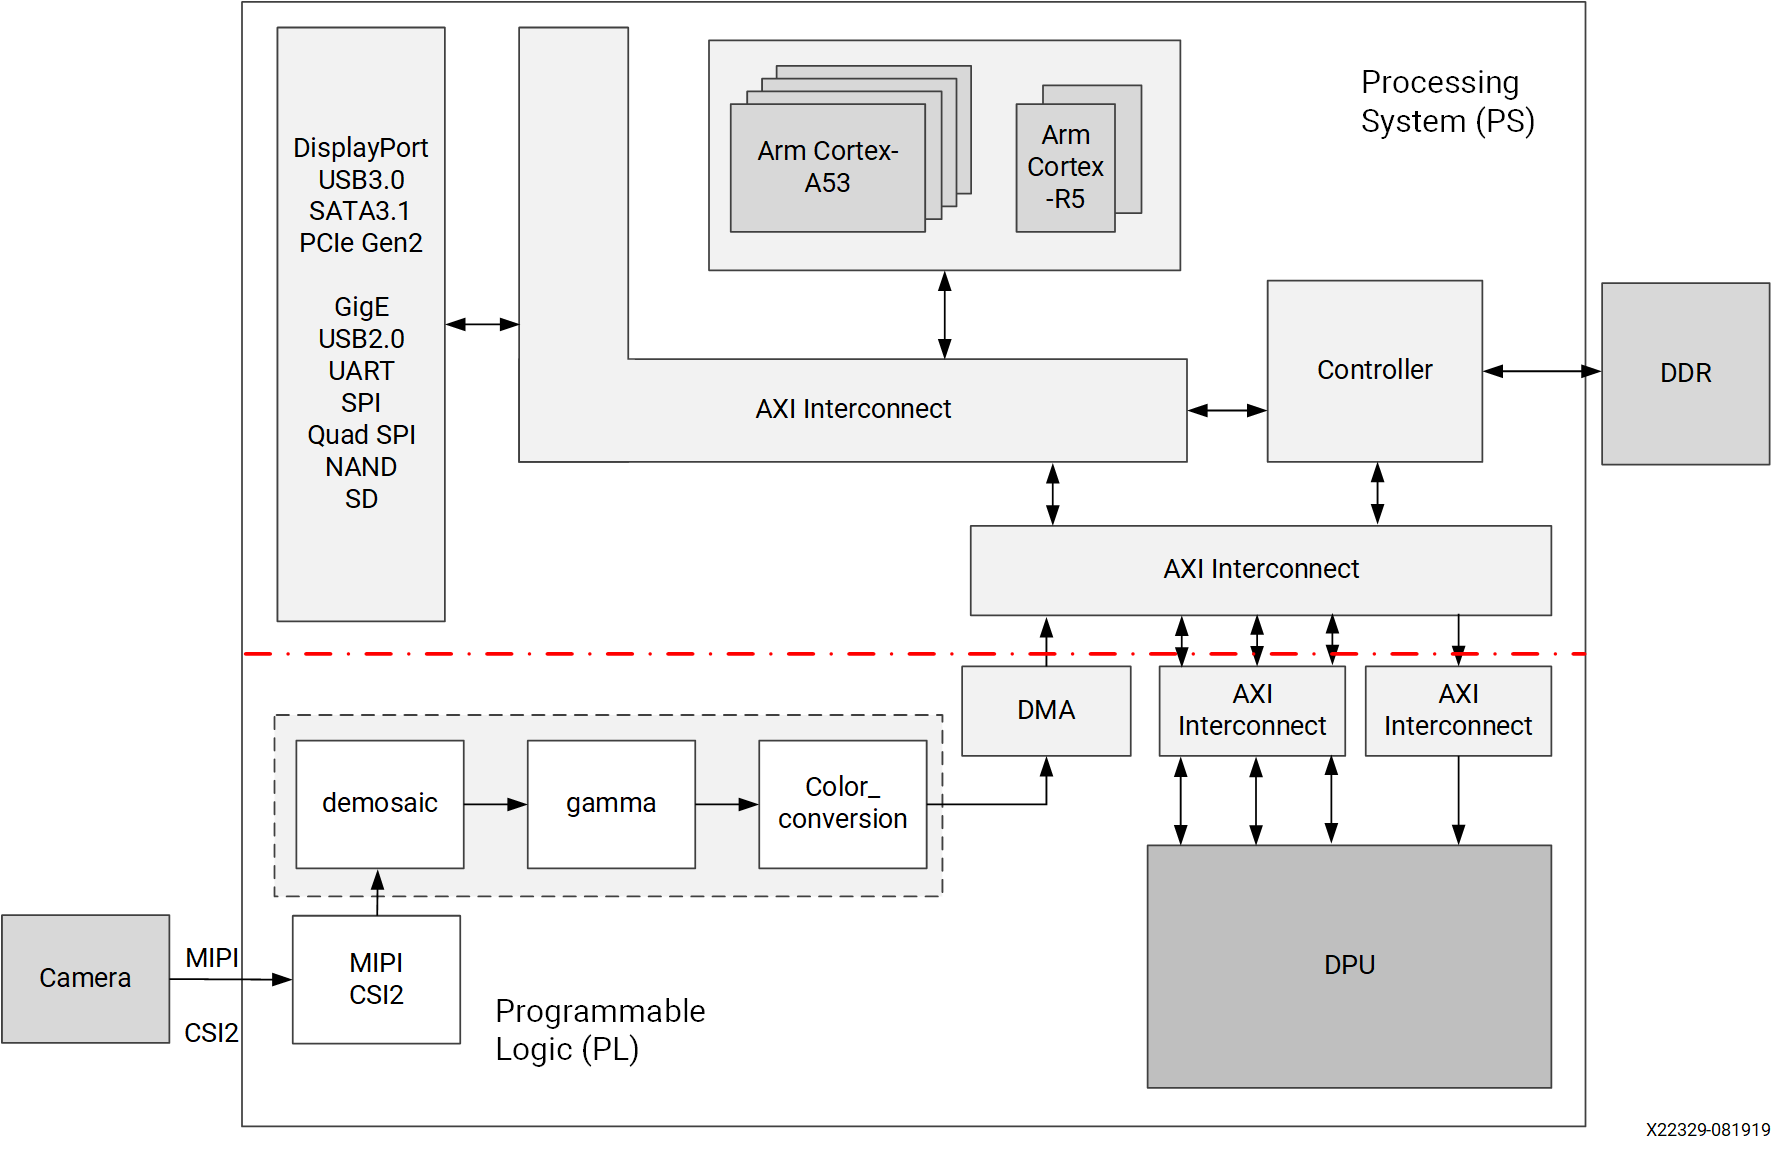 Processing
System (PS)
DisplayPort
USB3.0
SATA3.1
PCIe Gen2
GigE
USB2.0
UART
SPI
Quad SPI
NAND
SD
Arm Cortex-
A53
Arm
Cortex
-R5
AXI Interconnect
Controller
DDR
AXI Interconnect
DMA
AXI
Interconnect
AXI
Interconnect
demosaic
gamma
Color_
conversion
Camera
MIPI
CSI2
MIPI
CSI2
Programmable
Logic (PL)
DPU
X22329-081919